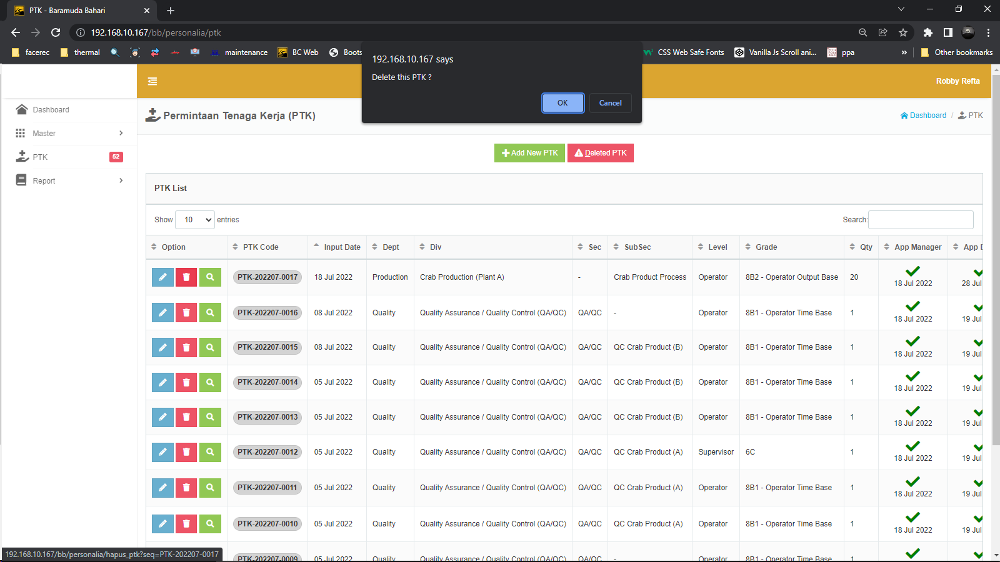 PTK - Baramuda Bahari
192.168.10.167/bb/personalia/ptk
facerec thermal maintenance BC Web Boots CSS Web Safe Fonts Vanilla Js Scroll ani... ppa » Other bookmarks
192.168.10.167 says
Delete this PTK ?
OK Cancel
Robby Refta
Dashboard
Master
PTK 52
Report
Permintaan Tenaga Kerja (PTK)
Dashboard / PTK
Add New PTK Deleted PTK
PTK List
Show 10 entries Search:
Option PTK Code Input Date Dept Div Sec SubSec Level Grade Qty App Manager App D
PTK-202207-0017 18 Jul 2022 Production Crab Production (Plant A) - Crab Product Process Operator 8B2 - Operator Output Base 20 18 Jul 2022 28 Jul
PTK-202207-0016 08 Jul 2022 Quality Quality Assurance / Quality Control (QA/QC) QA/QC - Operator 8B1 - Operator Time Base 1 18 Jul 2022 19 Jul
PTK-202207-0015 08 Jul 2022 Quality Quality Assurance / Quality Control (QA/QC) QA/QC QC Crab Product (B) Operator 8B1 - Operator Time Base 1 18 Jul 2022 19 Jul
PTK-202207-0014 05 Jul 2022 Quality Quality Assurance / Quality Control (QA/QC) QA/QC QC Crab Product (B) Operator 8B1 - Operator Time Base 1 18 Jul 2022 19 Jul
PTK-202207-0013 05 Jul 2022 Quality Quality Assurance / Quality Control (QA/QC) QA/QC QC Crab Product (B) Operator 8B1 - Operator Time Base 1 18 Jul 2022 19 Jul
PTK-202207-0012 05 Jul 2022 Quality Quality Assurance / Quality Control (QA/QC) QA/QC QC Crab Product (A) Supervisor 6C 1 18 Jul 2022 19 Jul
PTK-202207-0011 05 Jul 2022 Quality Quality Assurance / Quality Control (QA/QC) QA/QC QC Crab Product (A) Operator 8B1 - Operator Time Base 1 18 Jul 2022 19 Jul
PTK-202207-0010 05 Jul 2022 Quality Quality Assurance / Quality Control (QA/QC) QA/QC QC Crab Product (A) Operator 8B1 - Operator Time Base 1 18 Jul 2022 19 Jul
PTK-202207-0009 05 Jul 2022 Quality Quality Assurance / Quality Control (QA/QC) QA/QC - Operator 8B1 - Operator Time Base 1
192.168.10.167/bb/personalia/hapus_ptk?seq=PTK-202207-0017